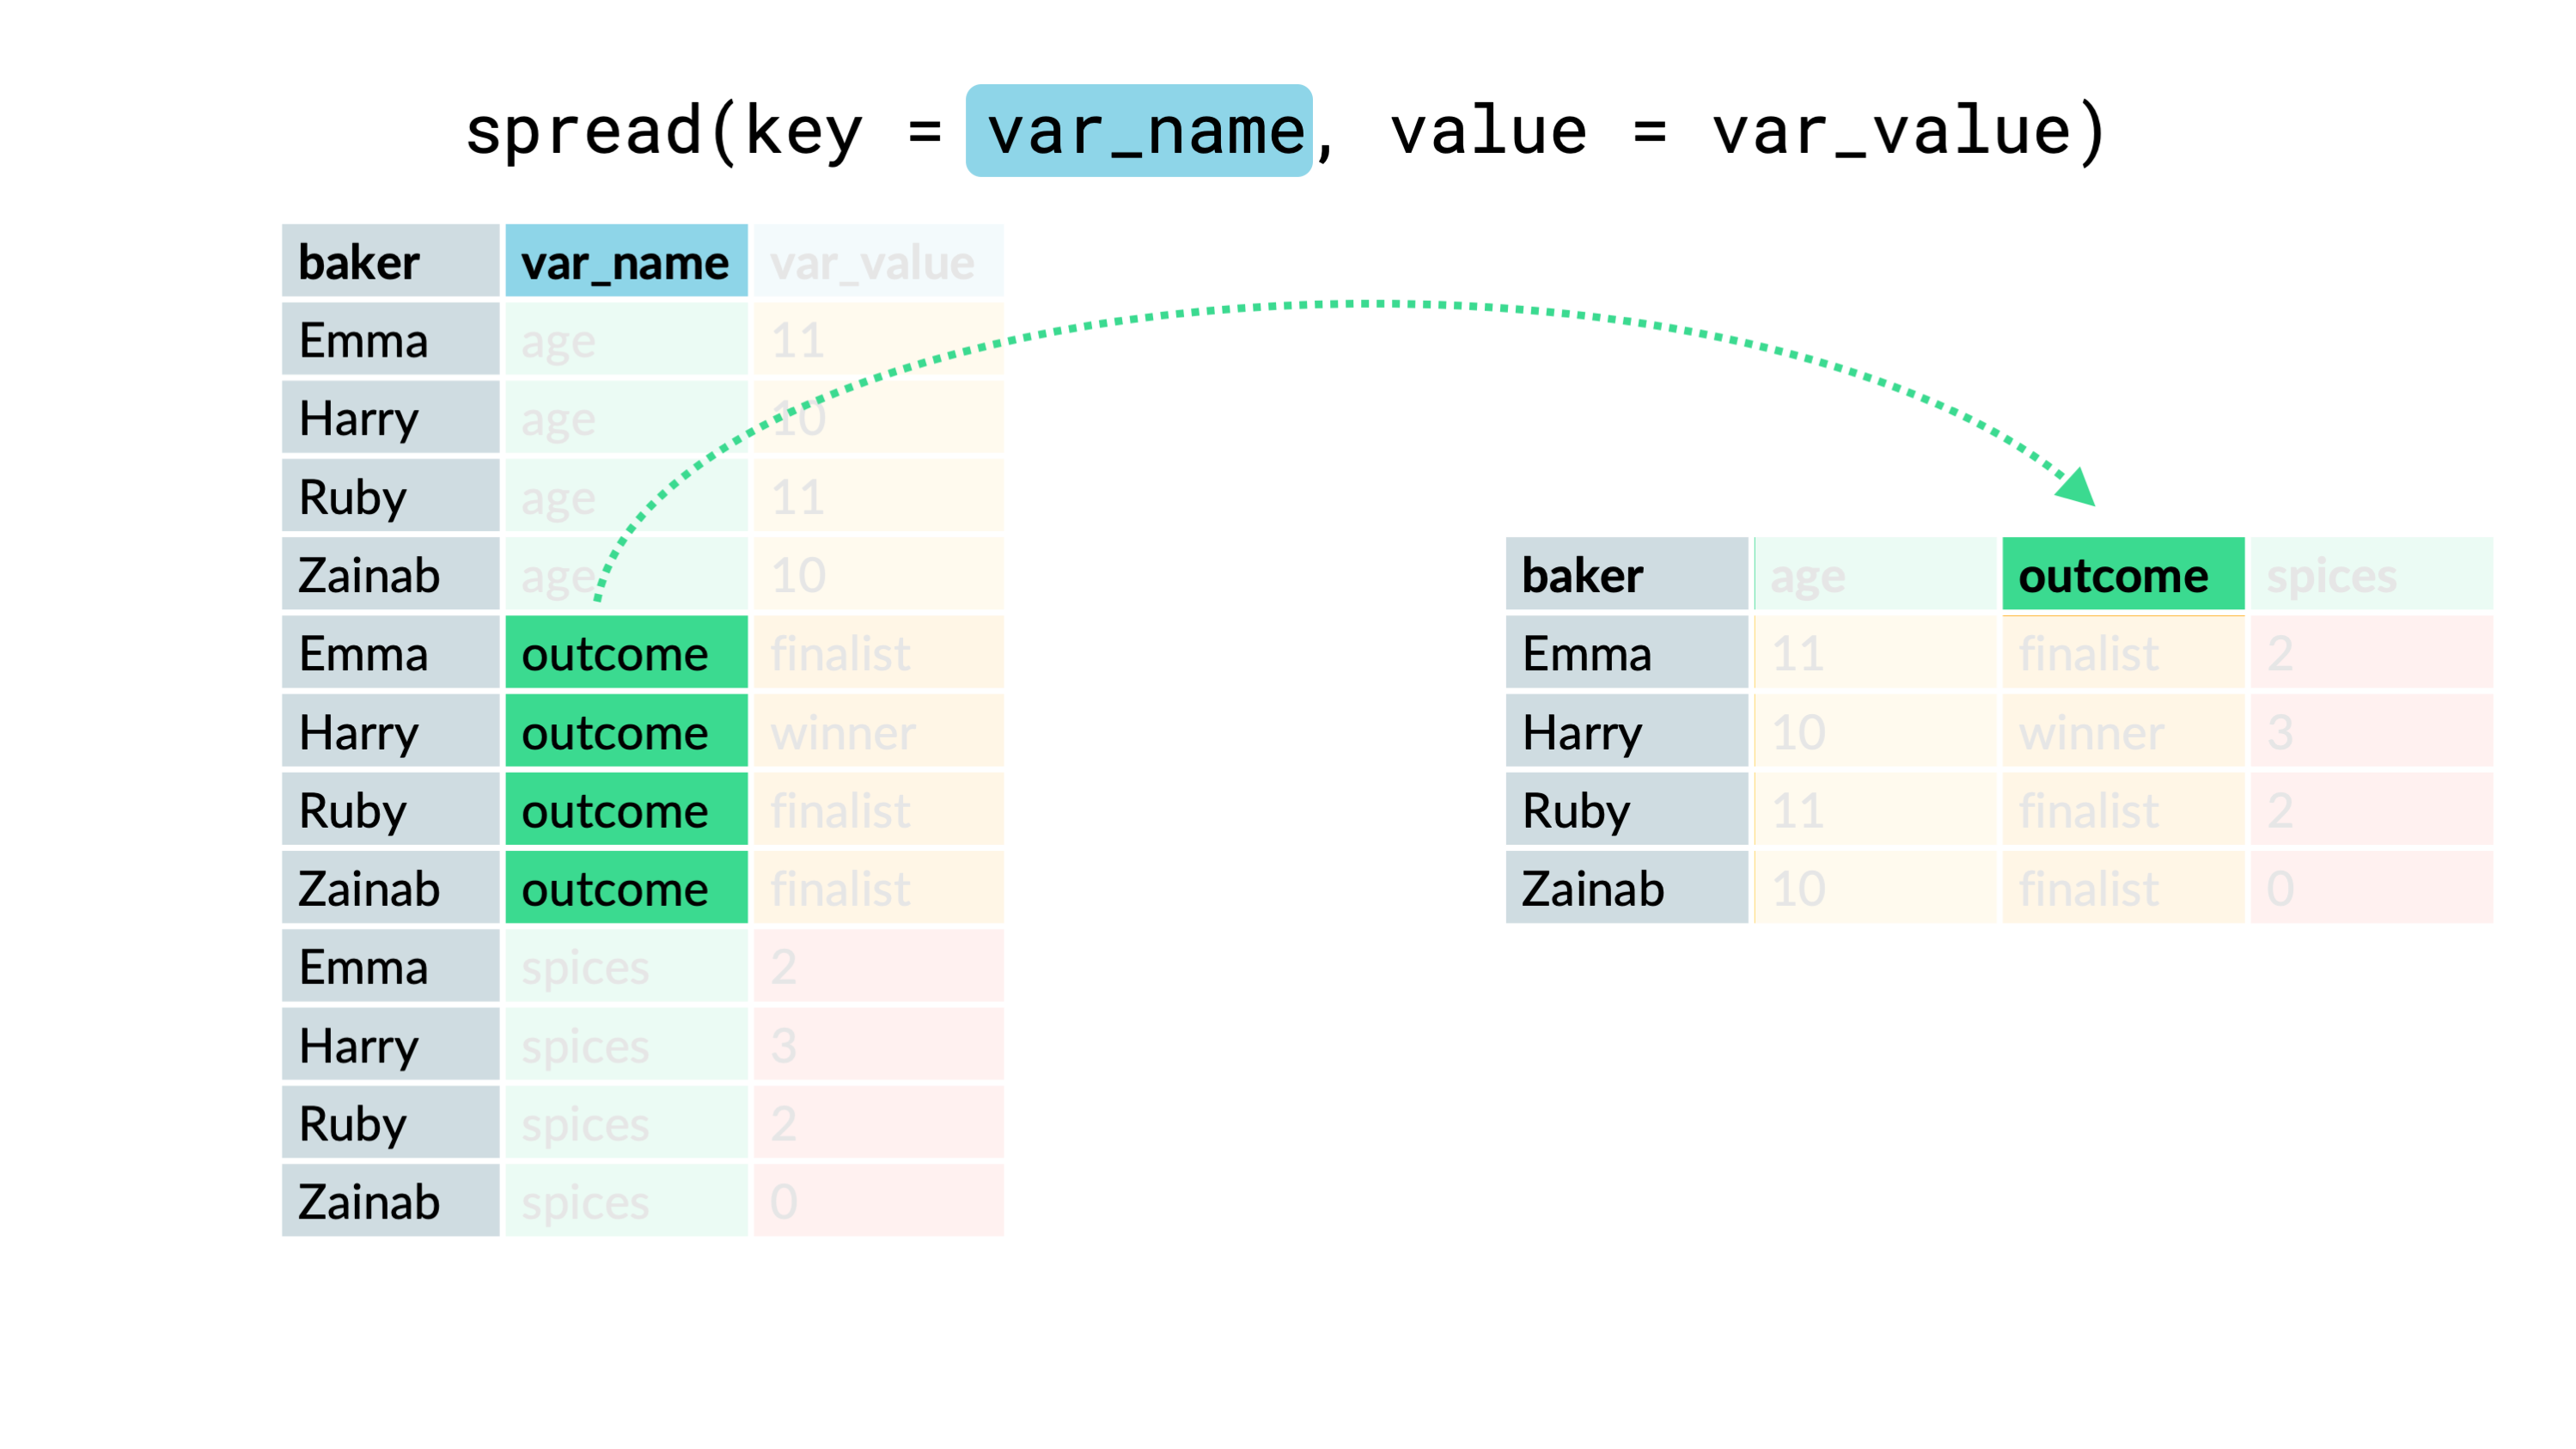 spread(key = var_name, value = var_value)
baker var_name var_value
Emma age 11
Harry age 10
Ruby age 11
Zainab age 10
Emma outcome finalist
Harry outcome winner
Ruby outcome finalist
Zainab outcome finalist
Emma spices 2
Harry spices 3
Ruby spices 2
Zainab spices 0
baker age outcome spices
Emma 11 finalist 2
Harry 10 winner 3
Ruby 11 finalist 2
Zainab 10 finalist 0